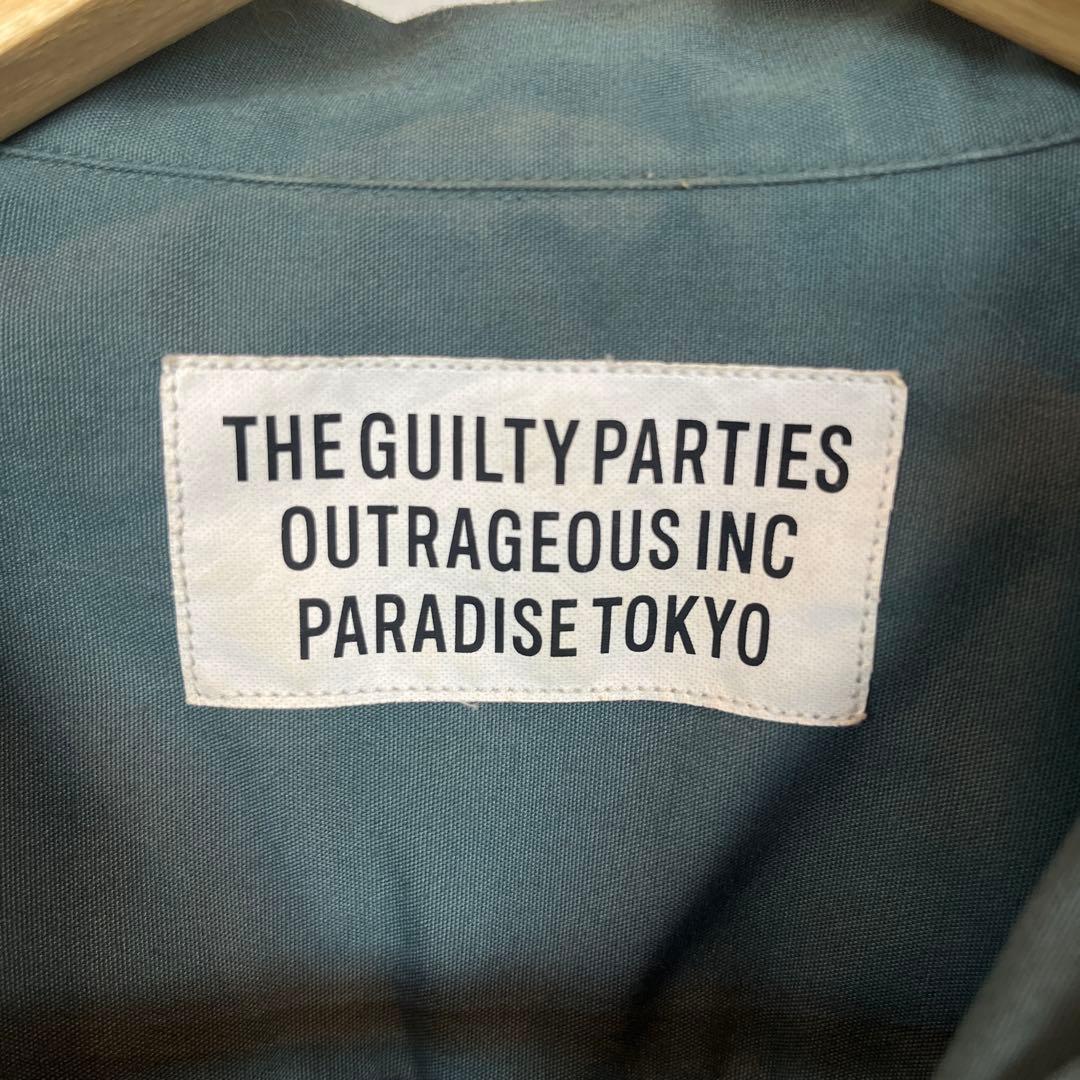 THE GUILTY PARTIES
OUTRAGEOUS INC
PARADISE TOKYO